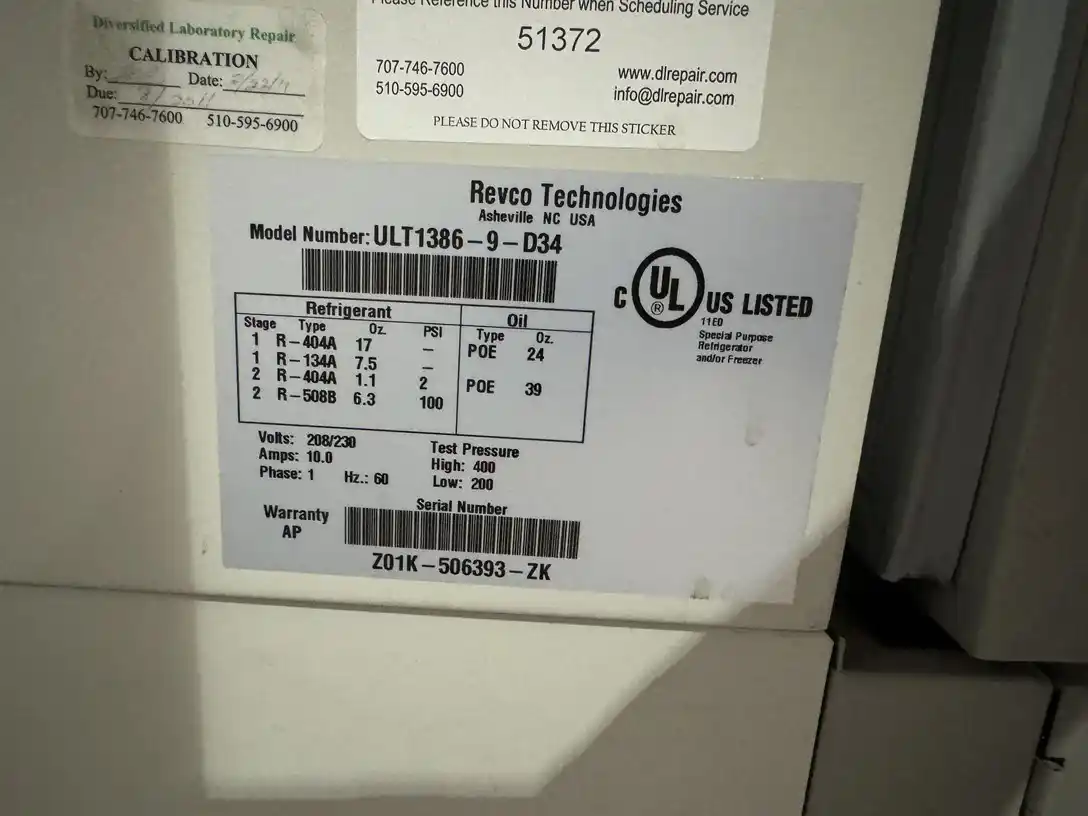 Diversified Laboratory Repair
CALIBRATION
By: Date:
Due:
707-746-7600 510-595-6900
Please Reference this Number when Scheduling Service
51372
707-746-7600 www.dlrepair.com
510-595-6900 info@dlrepair.com
PLEASE DO NOT REMOVE THIS STICKER
Revco Technologies
Asheville NC USA
Model Number: ULT1386-9-D34
Refrigerant Oil
Stage Type Oz. PSI Type Oz.
1 R-404A 17 — POE 24
1 R-134A 7.5 —
2 R-404A 1.1 2 POE 39
2 R-508B 6.3 100
Volts: 208/230
Amps: 10.0
Phase: 1 Hz.: 60
Test Pressure
High: 400
Low: 200
C UL ® US LISTED
11E0
Special Purpose
Refrigerator
and/or Freezer
Warranty
AP
Serial Number
Z01K-506393-ZK